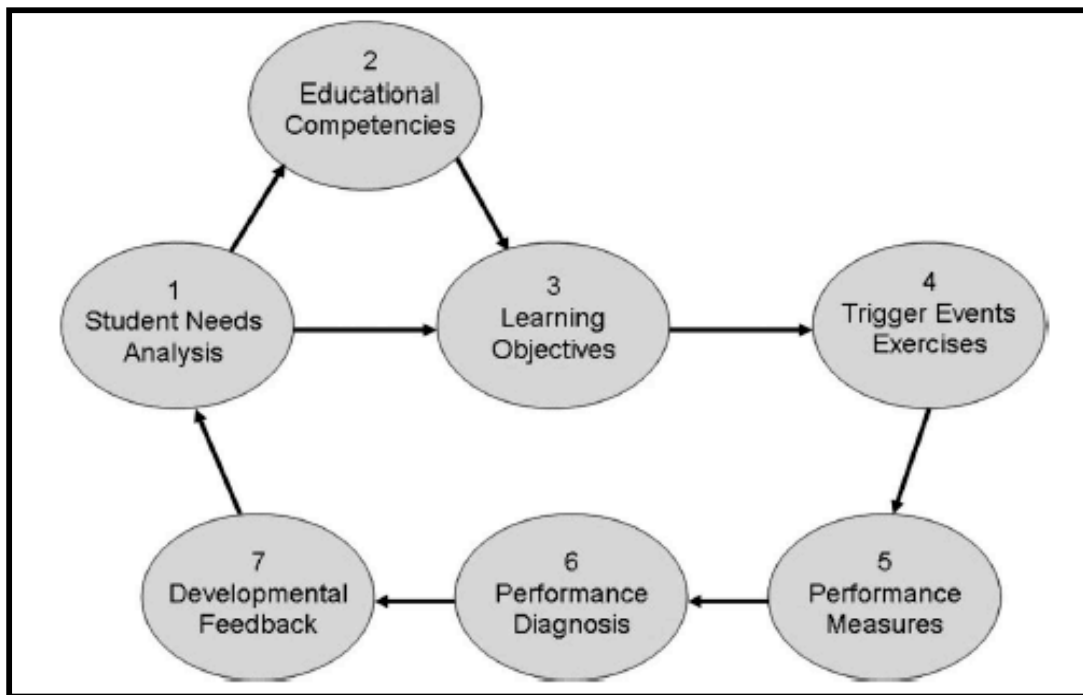 2
Educational
Competencies
1
Student Needs
Analysis
3
Learning
Objectives
4
Trigger Events
Exercises
5
Performance
Measures
6
Performance
Diagnosis
7
Developmental
Feedback